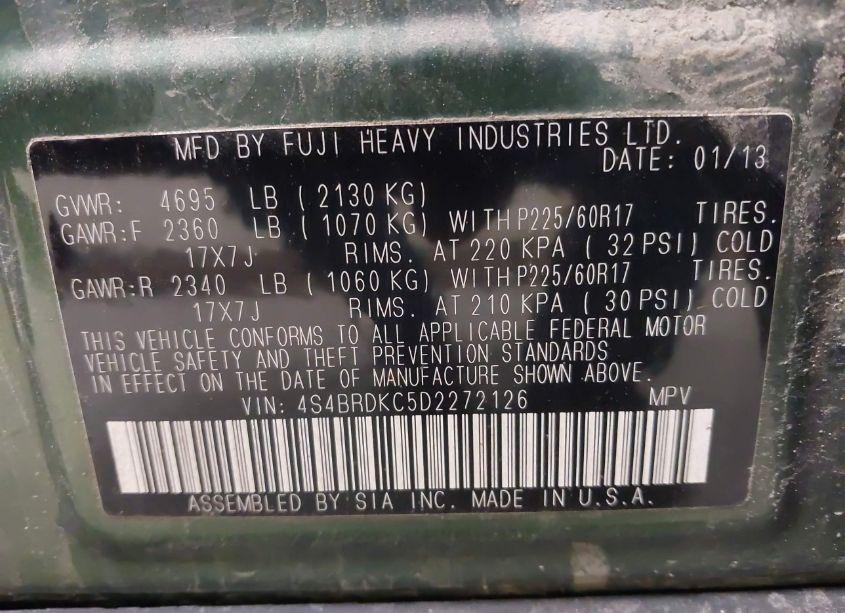 MFD BY FUJI HEAVY INDUSTRIES LTD.
DATE: 01/13
GVWR: 4695 LB ( 2130 KG)
GAWR:F 2360 LB ( 1070 KG) WITH P225/60R17 TIRES.
17X7J RIMS. AT 220 KPA ( 32 PSI) COLD
GAWR:R 2340 LB ( 1060 KG) WITH P225/60R17 TIRES.
17X7J RIMS. AT 210 KPA ( 30 PSI) COLD
THIS VEHICLE CONFORMS TO ALL APPLICABLE FEDERAL MOTOR
VEHICLE SAFETY AND THEFT PREVENTION STANDARDS
IN EFFECT ON THE DATE OF MANUFACTURE SHOWN ABOVE.
VIN: 4S4BRDKC5D2272126 MPV
ASSEMBLED BY SIA INC. MADE IN U.S.A.